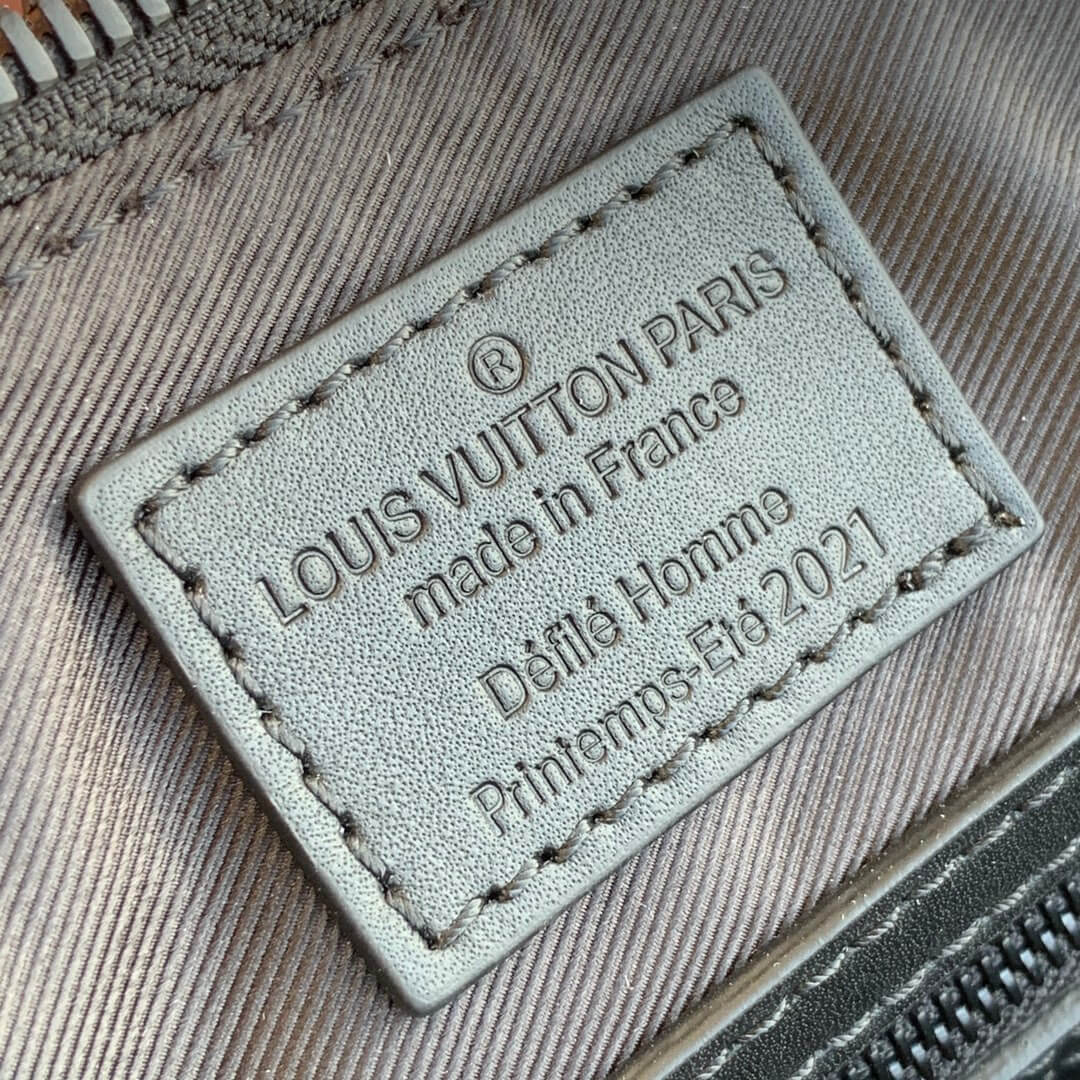 ®
LOUIS VUITTON PARIS
made in France
Défilé Homme
Printemps-Eté 2021